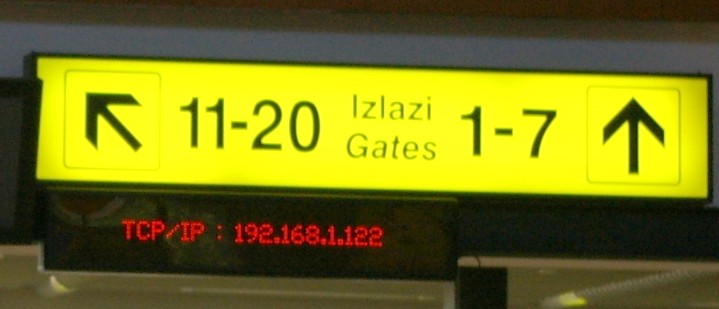 11-20 Izlazi Gates 1-7
TCP/IP : 192.168.1.122